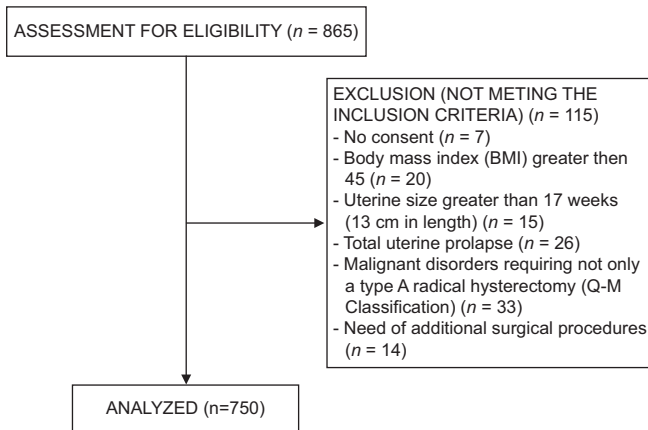 ASSESSMENT FOR ELIGIBILITY (n = 865)
EXCLUSION (NOT METING THE
INCLUSION CRITERIA) (n = 115)
- No consent (n = 7)
- Body mass index (BMI) greater then
45 (n = 20)
- Uterine size greater than 17 weeks
(13 cm in length) (n = 15)
- Total uterine prolapse (n = 26)
- Malignant disorders requiring not only
a type A radical hysterectomy (Q-M
Classification) (n = 33)
- Need of additional surgical procedures
(n = 14)
ANALYZED (n=750)